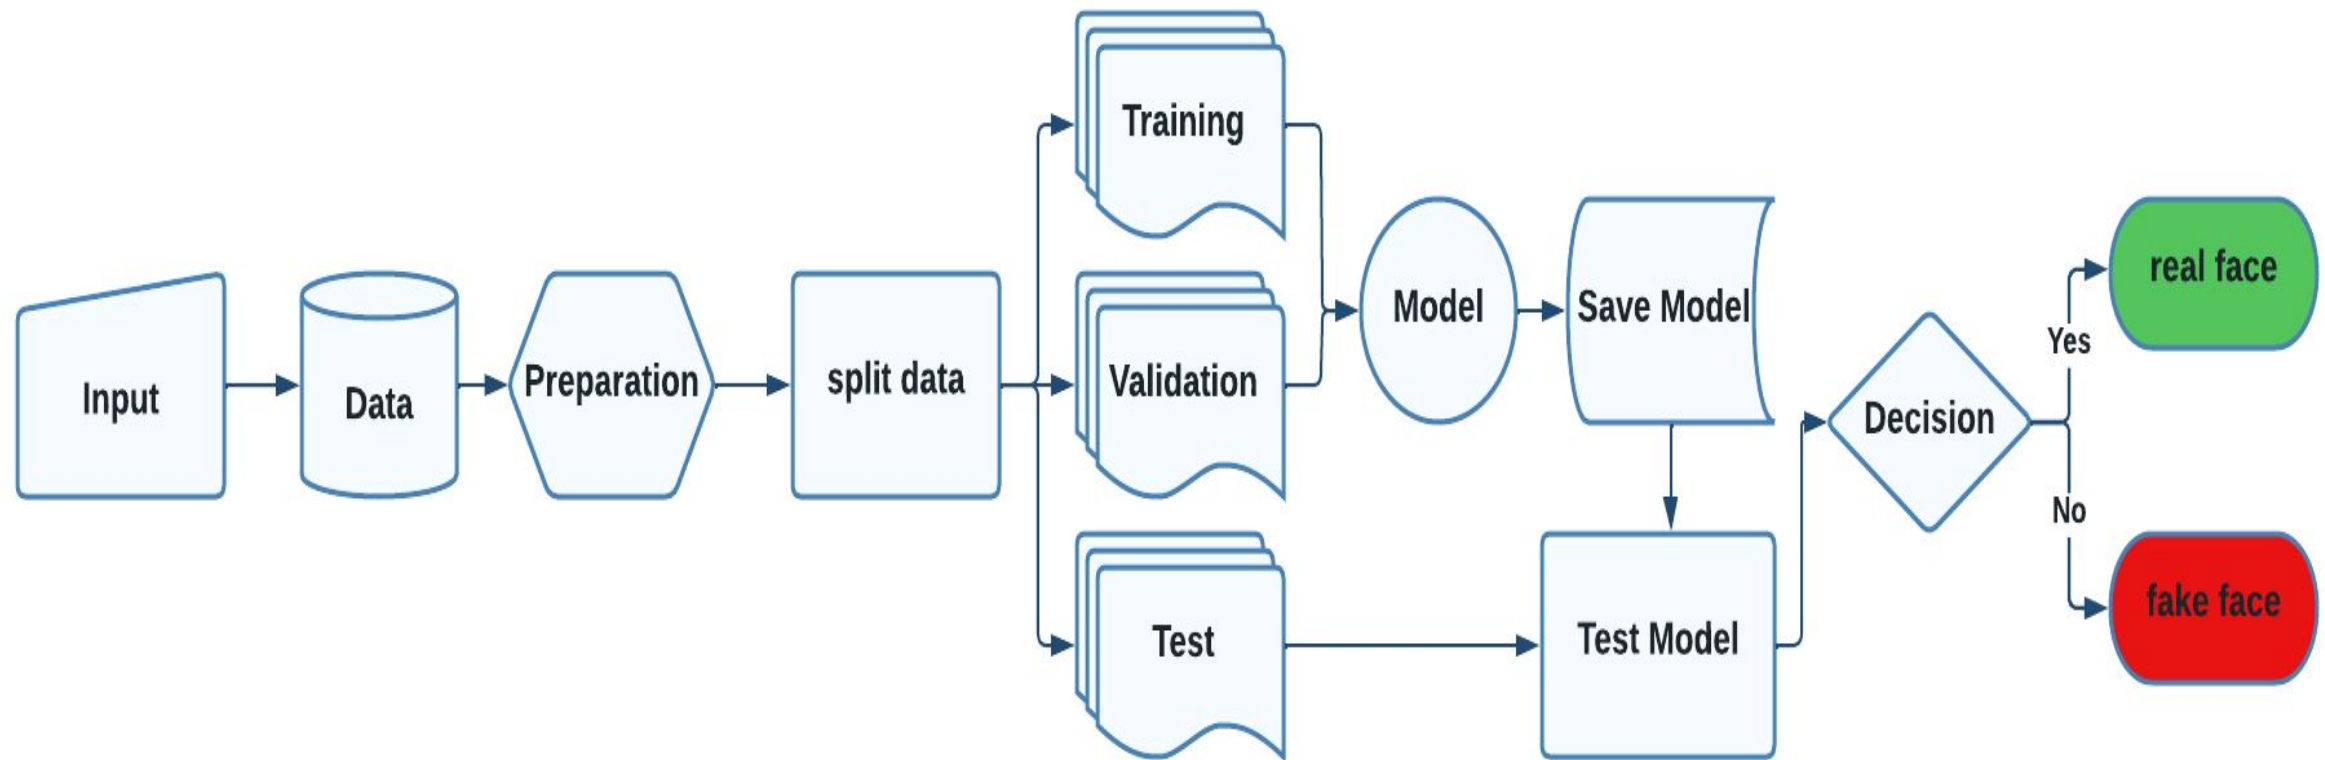 Input
Data
Preparation
split data
Training
Validation
Test
Model
Save Model
Test Model
Decision
Yes
No
real face
fake face